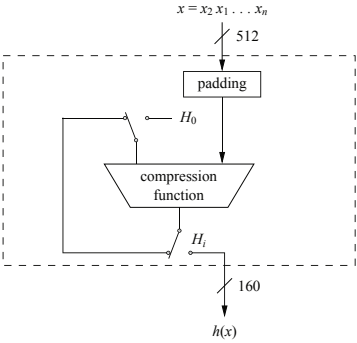 x = x₂ x₁ . . . xₙ
512
padding
H₀
compression
function
Hᵢ
160
h(x)